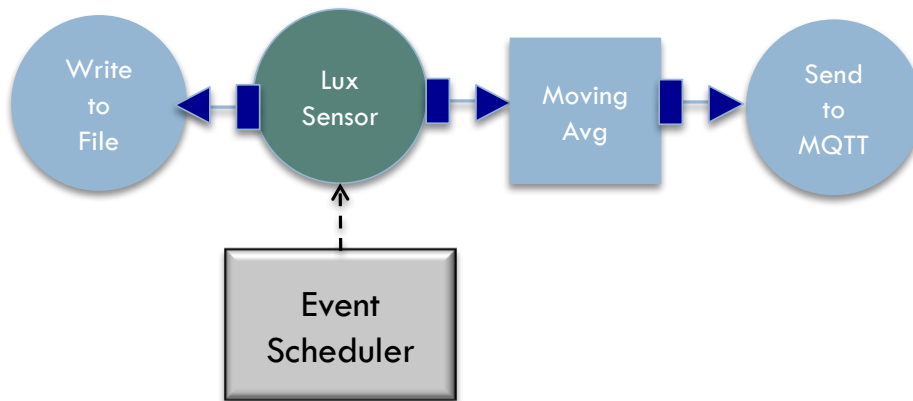 Write
to
File
Lux
Sensor
Moving
Avg
Send
to
MQTT
Event
Scheduler